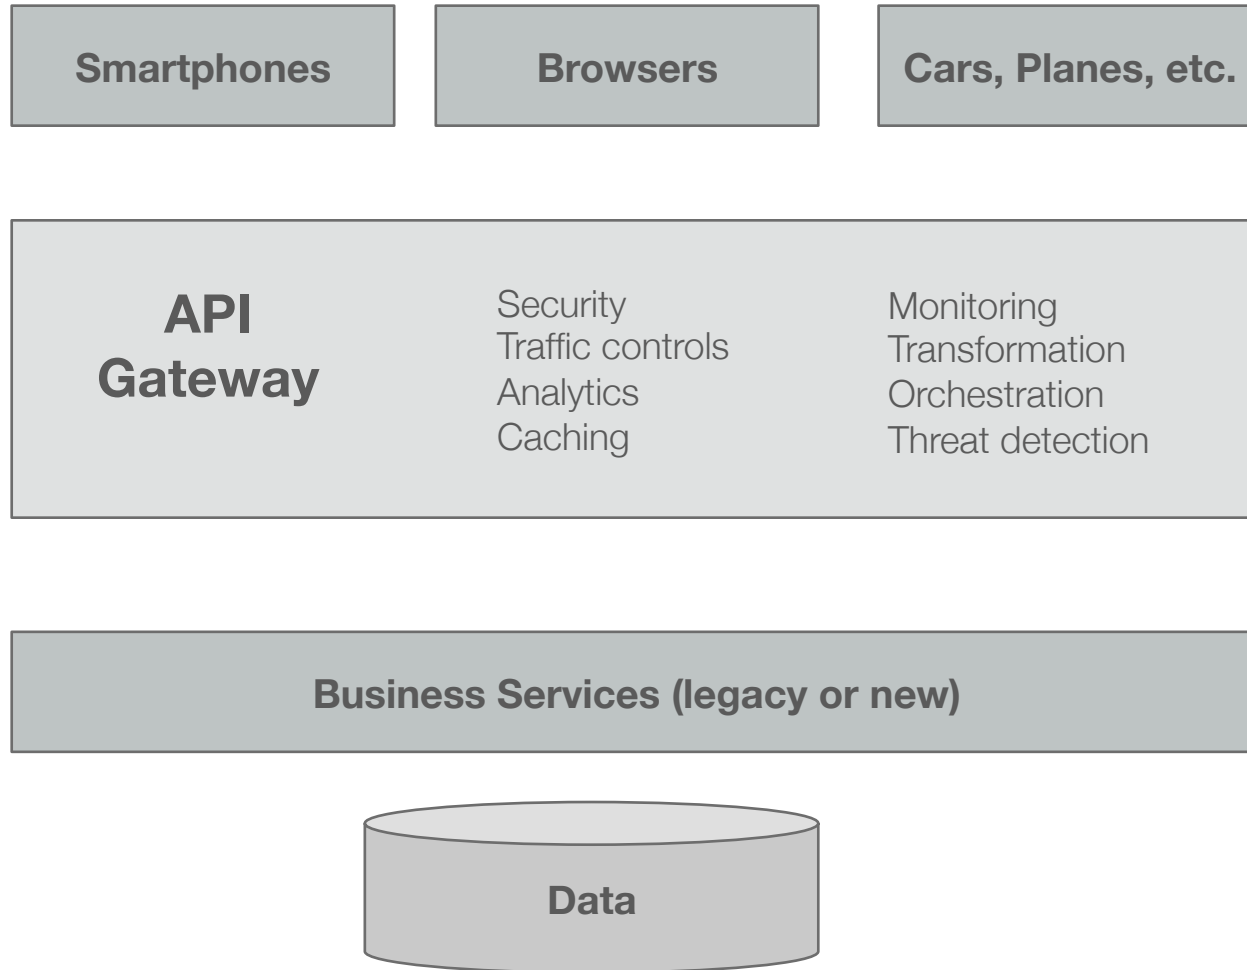 Smartphones
Browsers
Cars, Planes, etc.
API
Gateway
Security
Traffic controls
Analytics
Caching
Monitoring
Transformation
Orchestration
Threat detection
Business Services (legacy or new)
Data